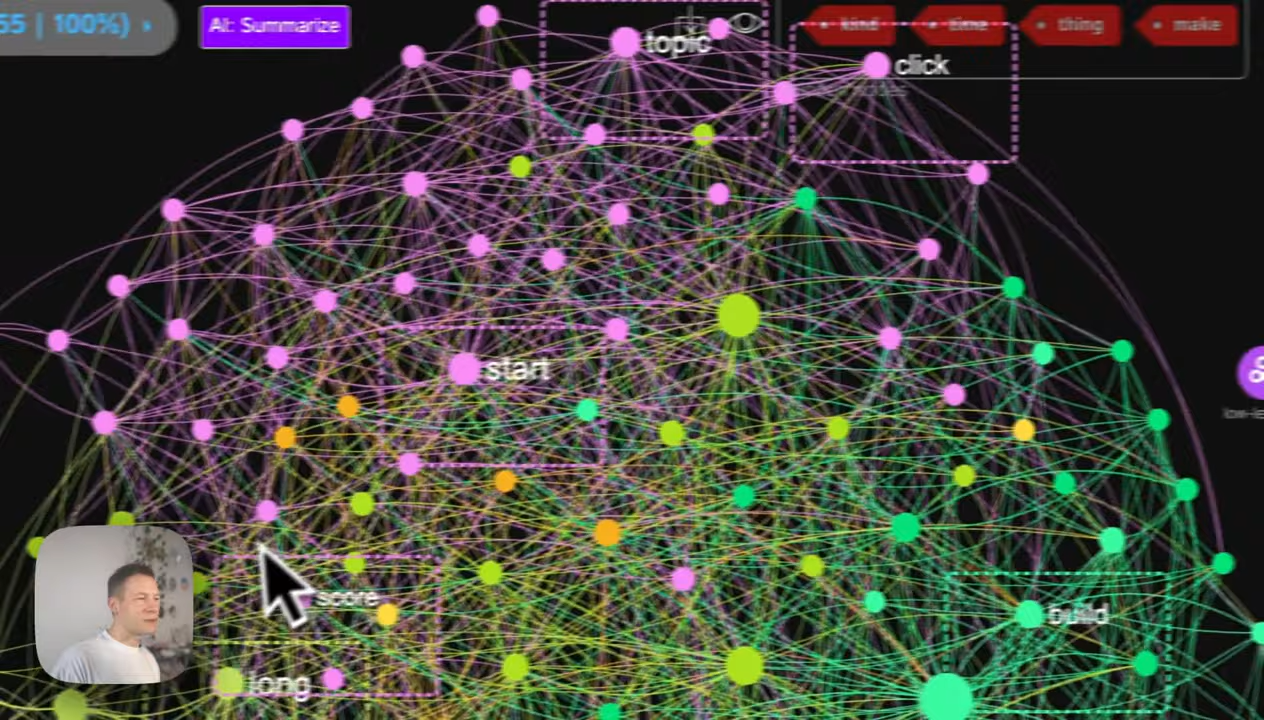 55 | 100%) ›
AI: Summarize
kind
time
thing
make
topic
click
start
score
build
long